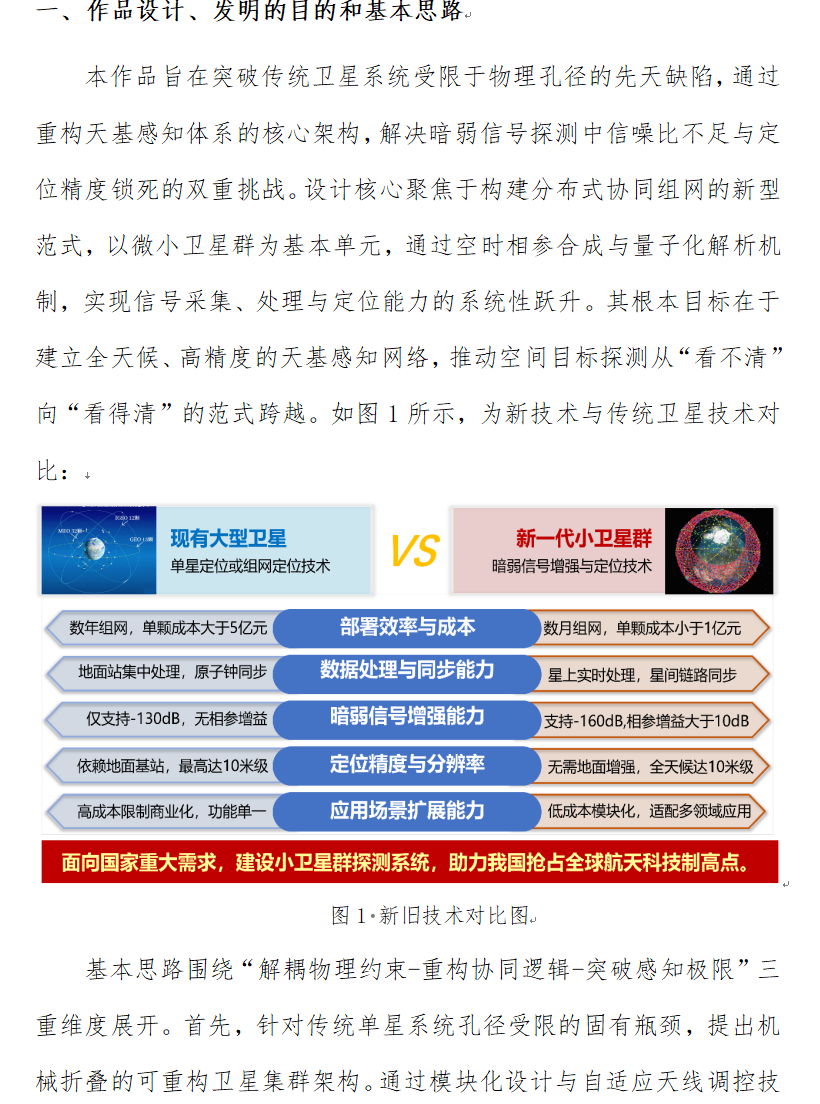 一、作品设计、发明的目的和基本思路
本作品旨在突破传统卫星系统受限于物理孔径的先天缺陷，通过
重构天基感知体系的核心架构，解决暗弱信号探测中信噪比不足与定
位精度锁死的双重挑战。设计核心聚焦于构建分布式协同组网的新型
范式，以微小卫星群为基本单元，通过空时相参合成与量子化解析机
制，实现信号采集、处理与定位能力的系统性跃升。其根本目标在于
建立全天候、高精度的天基感知网络，推动空间目标探测从“看不清”
向“看得清”的范式跨越。如图 1 所示，为新技术与传统卫星技术对
比：
现有大型卫星
单星定位或组网定位技术
VS
新一代小卫星群
暗弱信号增强与定位技术
数年组网，单颗成本大于5亿元 部署效率与成本 数月组网，单颗成本小于1亿元
地面站集中处理，原子钟同步 数据处理与同步能力 星上实时处理，星间链路同步
仅支持-130dB，无相参增益 暗弱信号增强能力 支持-160dB,相参增益大于10dB
依赖地面基站，最高达10米级 定位精度与分辨率 无需地面增强，全天候达10米级
高成本限制商业化，功能单一 应用场景扩展能力 低成本模块化，适配多领域应用
面向国家重大需求，建设小卫星群探测系统，助力我国抢占全球航天科技制高点。
图 1 新旧技术对比图
基本思路围绕“解耦物理约束-重构协同逻辑-突破感知极限”三
重维度展开。首先，针对传统单星系统孔径受限的固有瓶颈，提出机
械折叠的可重构卫星集群架构。通过模块化设计与自适应天线调控技